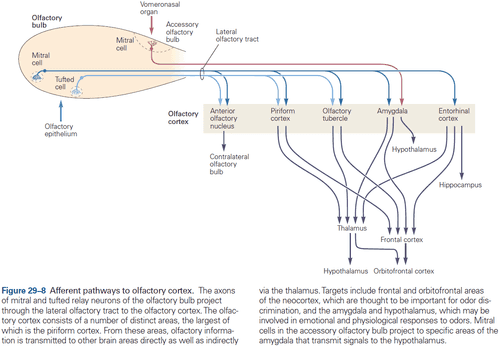 Vomeronasal
organ
Olfactory
bulb
Accessory
olfactory
bulb
Lateral
olfactory tract
Mitral
cell
Mitral
cell
Tufted
cell
Olfactory
epithelium
Olfactory
cortex
Anterior
olfactory
nucleus
Piriform
cortex
Olfactory
tubercle
Amygdala
Entorhinal
cortex
Contralateral
olfactory
bulb
Hypothalamus
Hippocampus
Thalamus
Frontal cortex
Hypothalamus
Orbitofrontal cortex
Figure 29–8 Afferent pathways to olfactory cortex. The axons
of mitral and tufted relay neurons of the olfactory bulb project
through the lateral olfactory tract to the olfactory cortex. The olfac-
tory cortex consists of a number of distinct areas, the largest of
which is the piriform cortex. From these areas, olfactory informa-
tion is transmitted to other brain areas directly as well as indirectly
via the thalamus. Targets include frontal and orbitofrontal areas
of the neocortex, which are thought to be important for odor dis-
crimination, and the amygdala and hypothalamus, which may be
involved in emotional and physiological responses to odors. Mitral
cells in the accessory olfactory bulb project to specific areas of the
amygdala that transmit signals to the hypothalamus.